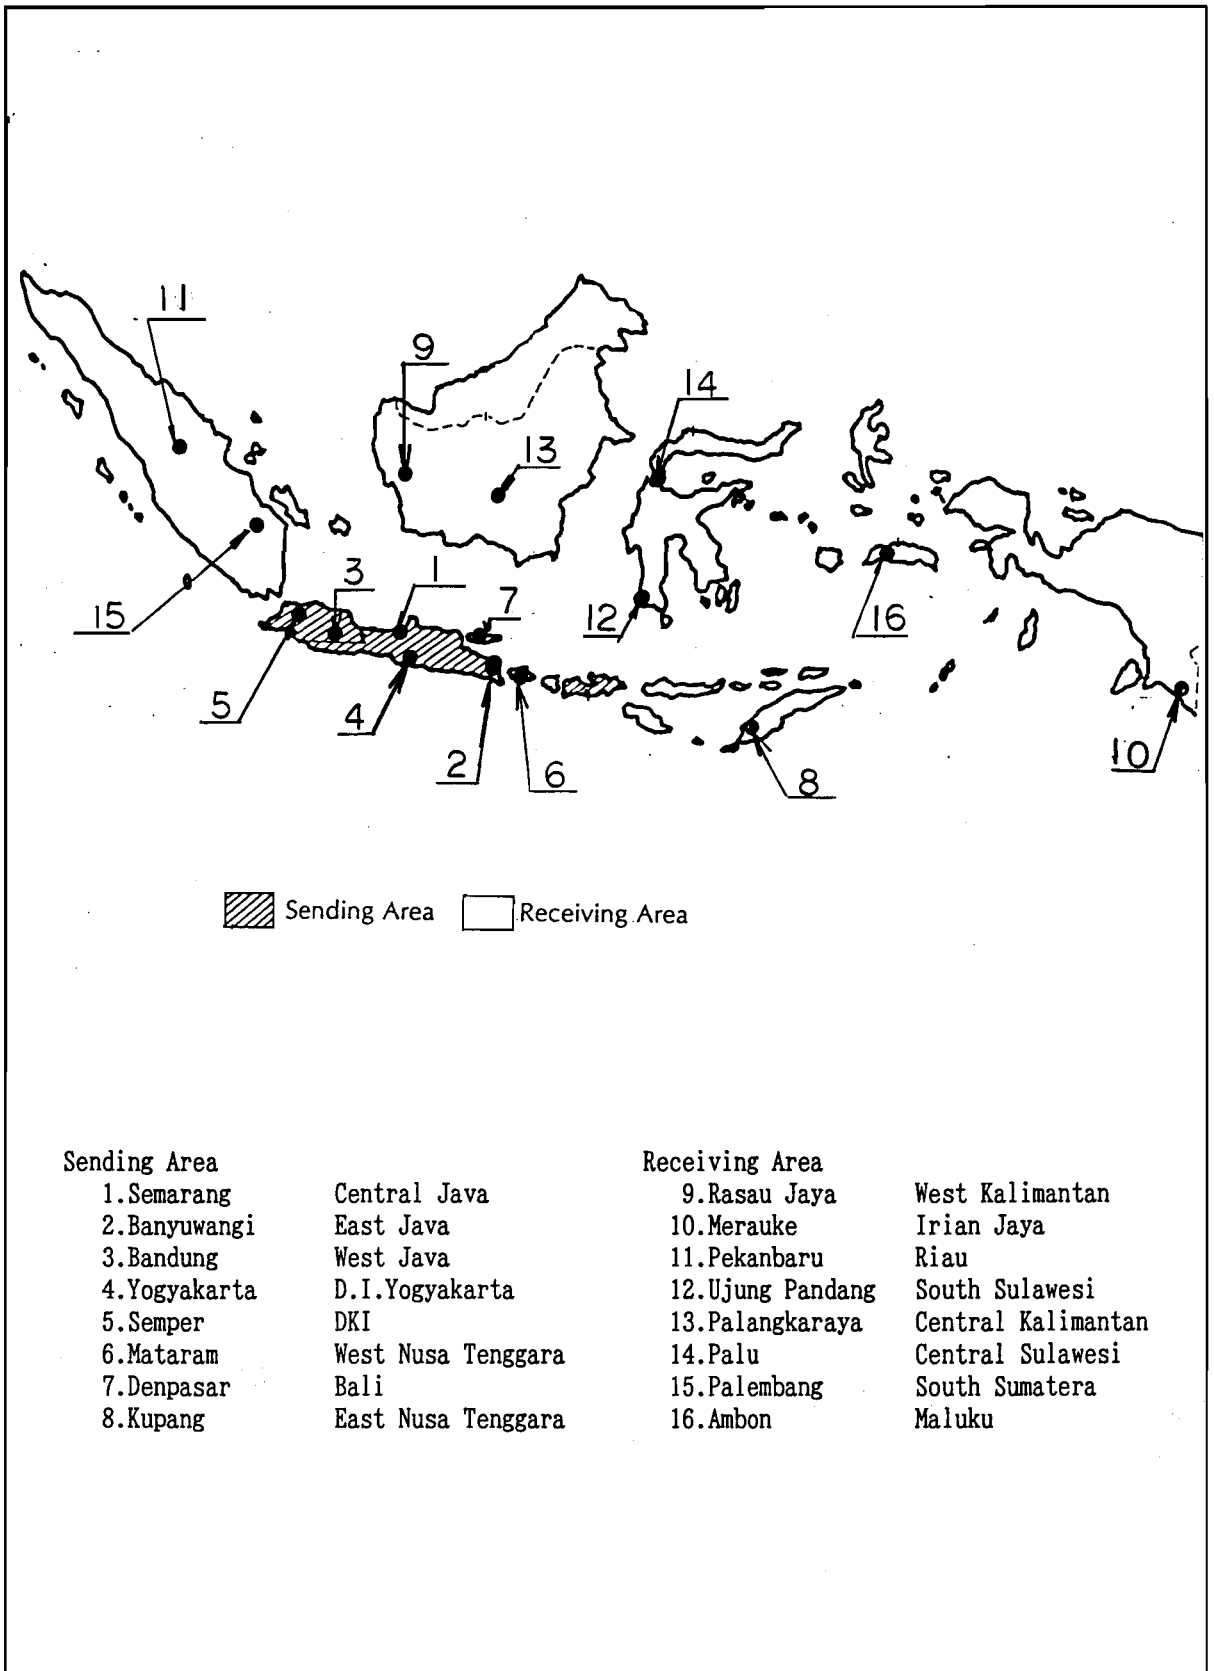 11
9
14
13
3
1
7
15
12
16
5
4
2
6
8
10
Sending Area
Receiving Area
Sending Area
1.Semarang Central Java
2.Banyuwangi East Java
3.Bandung West Java
4.Yogyakarta D.I.Yogyakarta
5.Semper DKI
6.Mataram West Nusa Tenggara
7.Denpasar Bali
8.Kupang East Nusa Tenggara
Receiving Area
9.Rasau Jaya West Kalimantan
10.Merauke Irian Jaya
11.Pekanbaru Riau
12.Ujung Pandang South Sulawesi
13.Palangkaraya Central Kalimantan
14.Palu Central Sulawesi
15.Palembang South Sumatera
16.Ambon Maluku